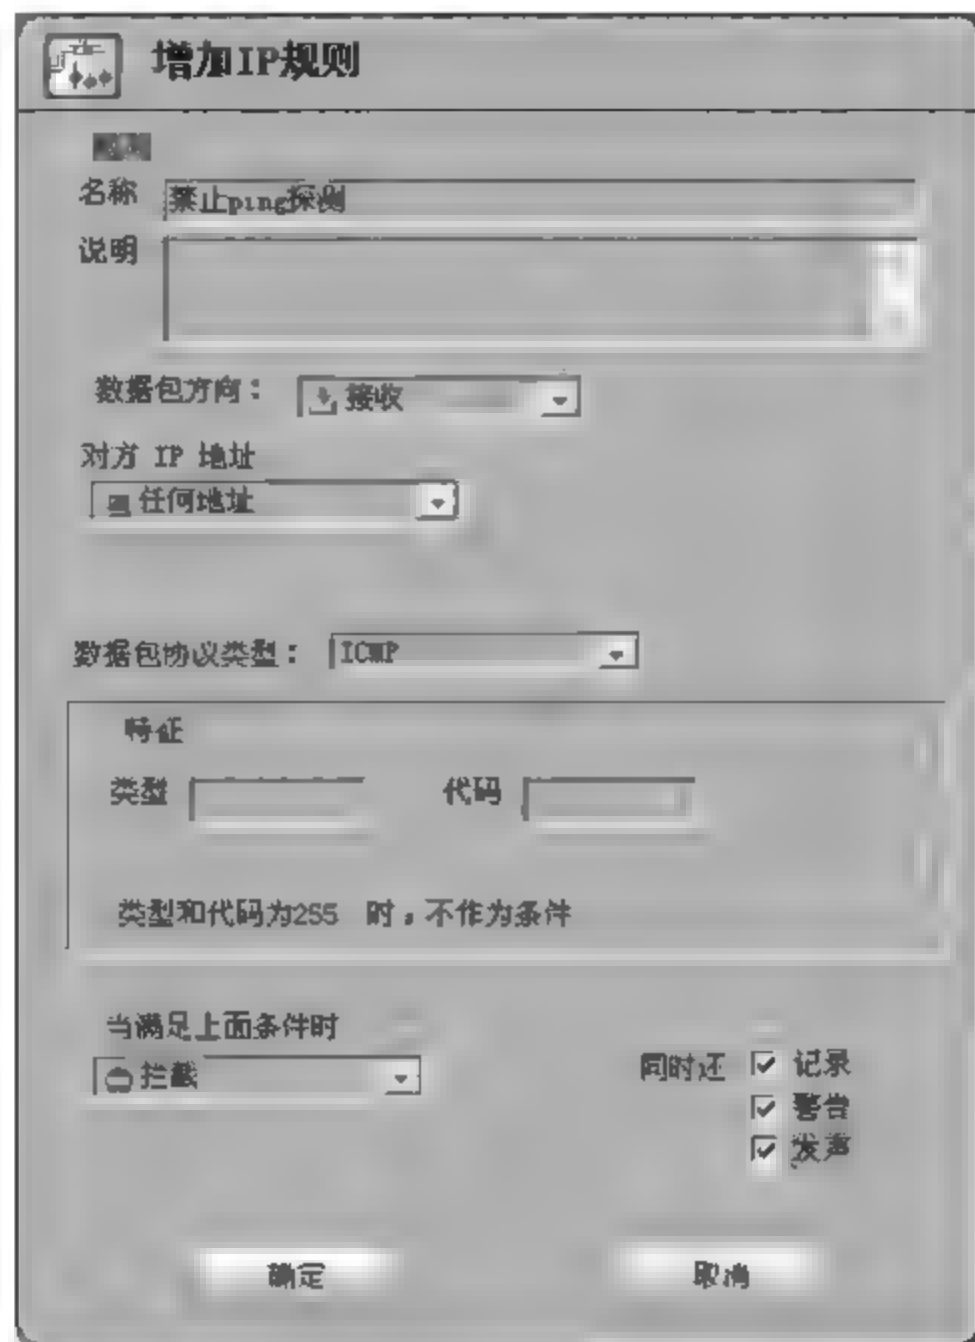 增加IP规则
名称 禁止ping探测
说明
数据包方向： 接收
对方 IP 地址
任何地址
数据包协议类型： ICMP
特征
类型 代码
类型和代码为255 时，不作为条件
当满足上面条件时
拦截 同时还 记录
警告
发声
确定 取消